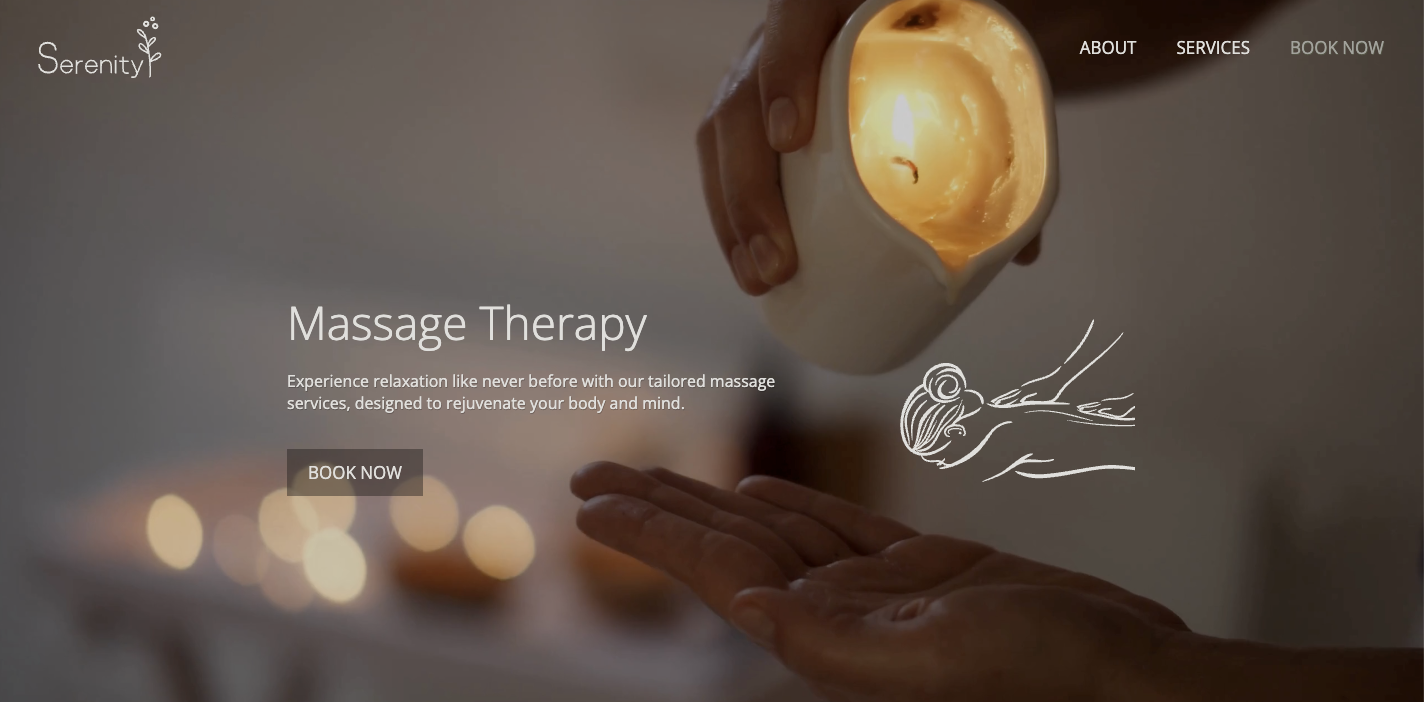 Serenity
ABOUT
SERVICES
BOOK NOW
Massage Therapy
Experience relaxation like never before with our tailored massage
services, designed to rejuvenate your body and mind.
BOOK NOW